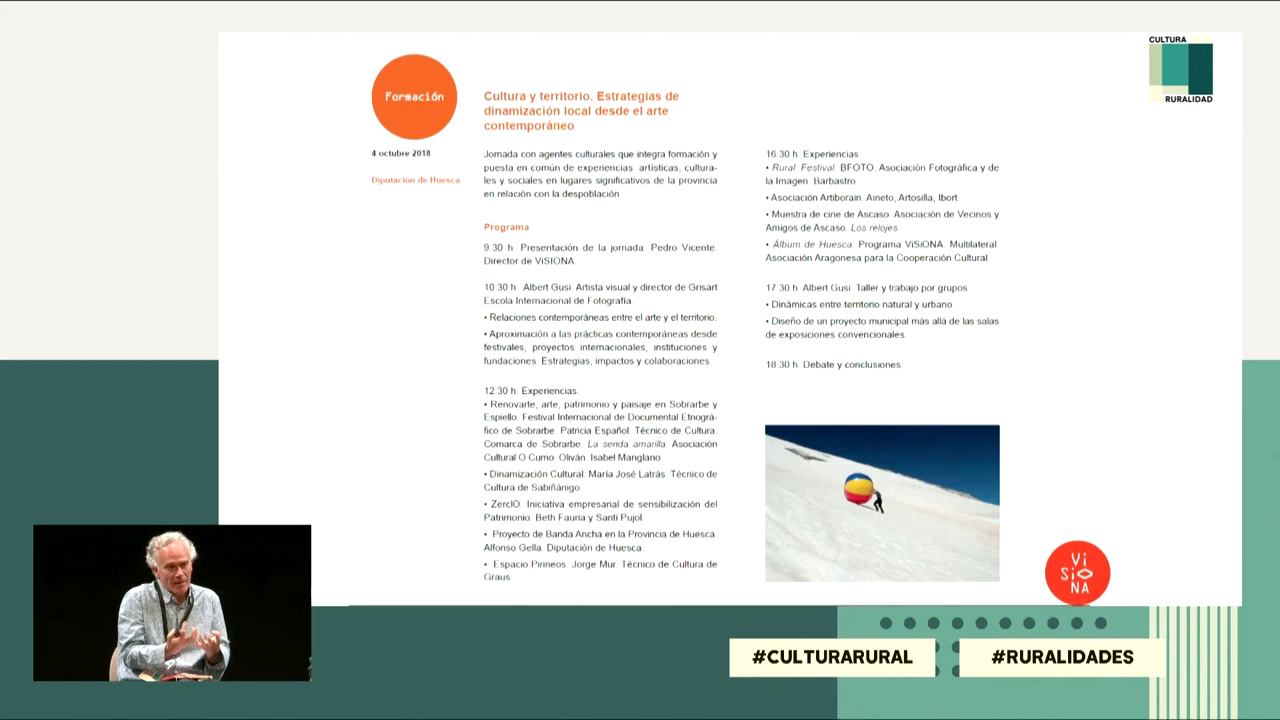 CULTURA
RURALIDAD
Formación
4 octubre 2018
Diputación de Huesca
Cultura y territorio. Estrategias de
dinamización local desde el arte
contemporáneo
Jornada con agentes culturales que integra formación y
puesta en común de experiencias artísticas, cultura-
les y sociales en lugares significativos de la provincia
en relación con la despoblación
Programa
9.30 h Presentación de la jornada. Pedro Vicente.
Director de ViSiONA
10.30 h Albert Gusi. Artista visual y director de Grisart
Escola Internacional de Fotografia.
• Relaciones contemporáneas entre el arte y el territorio.
• Aproximación a las prácticas contemporáneas desde
festivales, proyectos internacionales, instituciones y
fundaciones. Estrategias, impactos y colaboraciones.
12.30 h. Experiencias.
• Renovarte, arte, patrimonio y paisaje en Sobrarbe y
Espiello Festival Internacional de Documental Etnográ-
fico de Sobrarbe. Patricia Español. Técnico de Cultura.
Comarca de Sobrarbe. La senda amarilla. Asociación
Cultural O Cumo. Oliván. Isabel Manglano.
• Dinamización Cultural. María José Latrás. Técnico de
Cultura de Sabiñánigo
• ZercIO. Iniciativa empresarial de sensibilización del
Patrimonio. Beth Fauria y Santi Pujol
• Proyecto de Banda Ancha en la Provincia de Huesca
Alfonso Gella. Diputación de Huesca.
• Espacio Pirineos. Jorge Mur. Técnico de Cultura de
Graus
16.30 h. Experiencias
• Rural Festival BFOTO. Asociación Fotográfica y de
la Imagen Barbastro
• Asociación Artiborain. Aineto, Artosilla, Ibort.
• Muestra de cine de Ascaso. Asociación de Vecinos y
Amigos de Ascaso. Los relojes
• Álbum de Huesca Programa ViSiONA. Multilateral.
Asociación Aragonesa para la Cooperación Cultural
17.30 h. Albert Gusi Taller y trabajo por grupos
• Dinámicas entre territorio natural y urbano.
• Diseño de un proyecto municipal más allá de las salas
de exposiciones convencionales.
18:30 h. Debate y conclusiones.
Vi
SiO
NA
#CULTURARURAL
#RURALIDADES